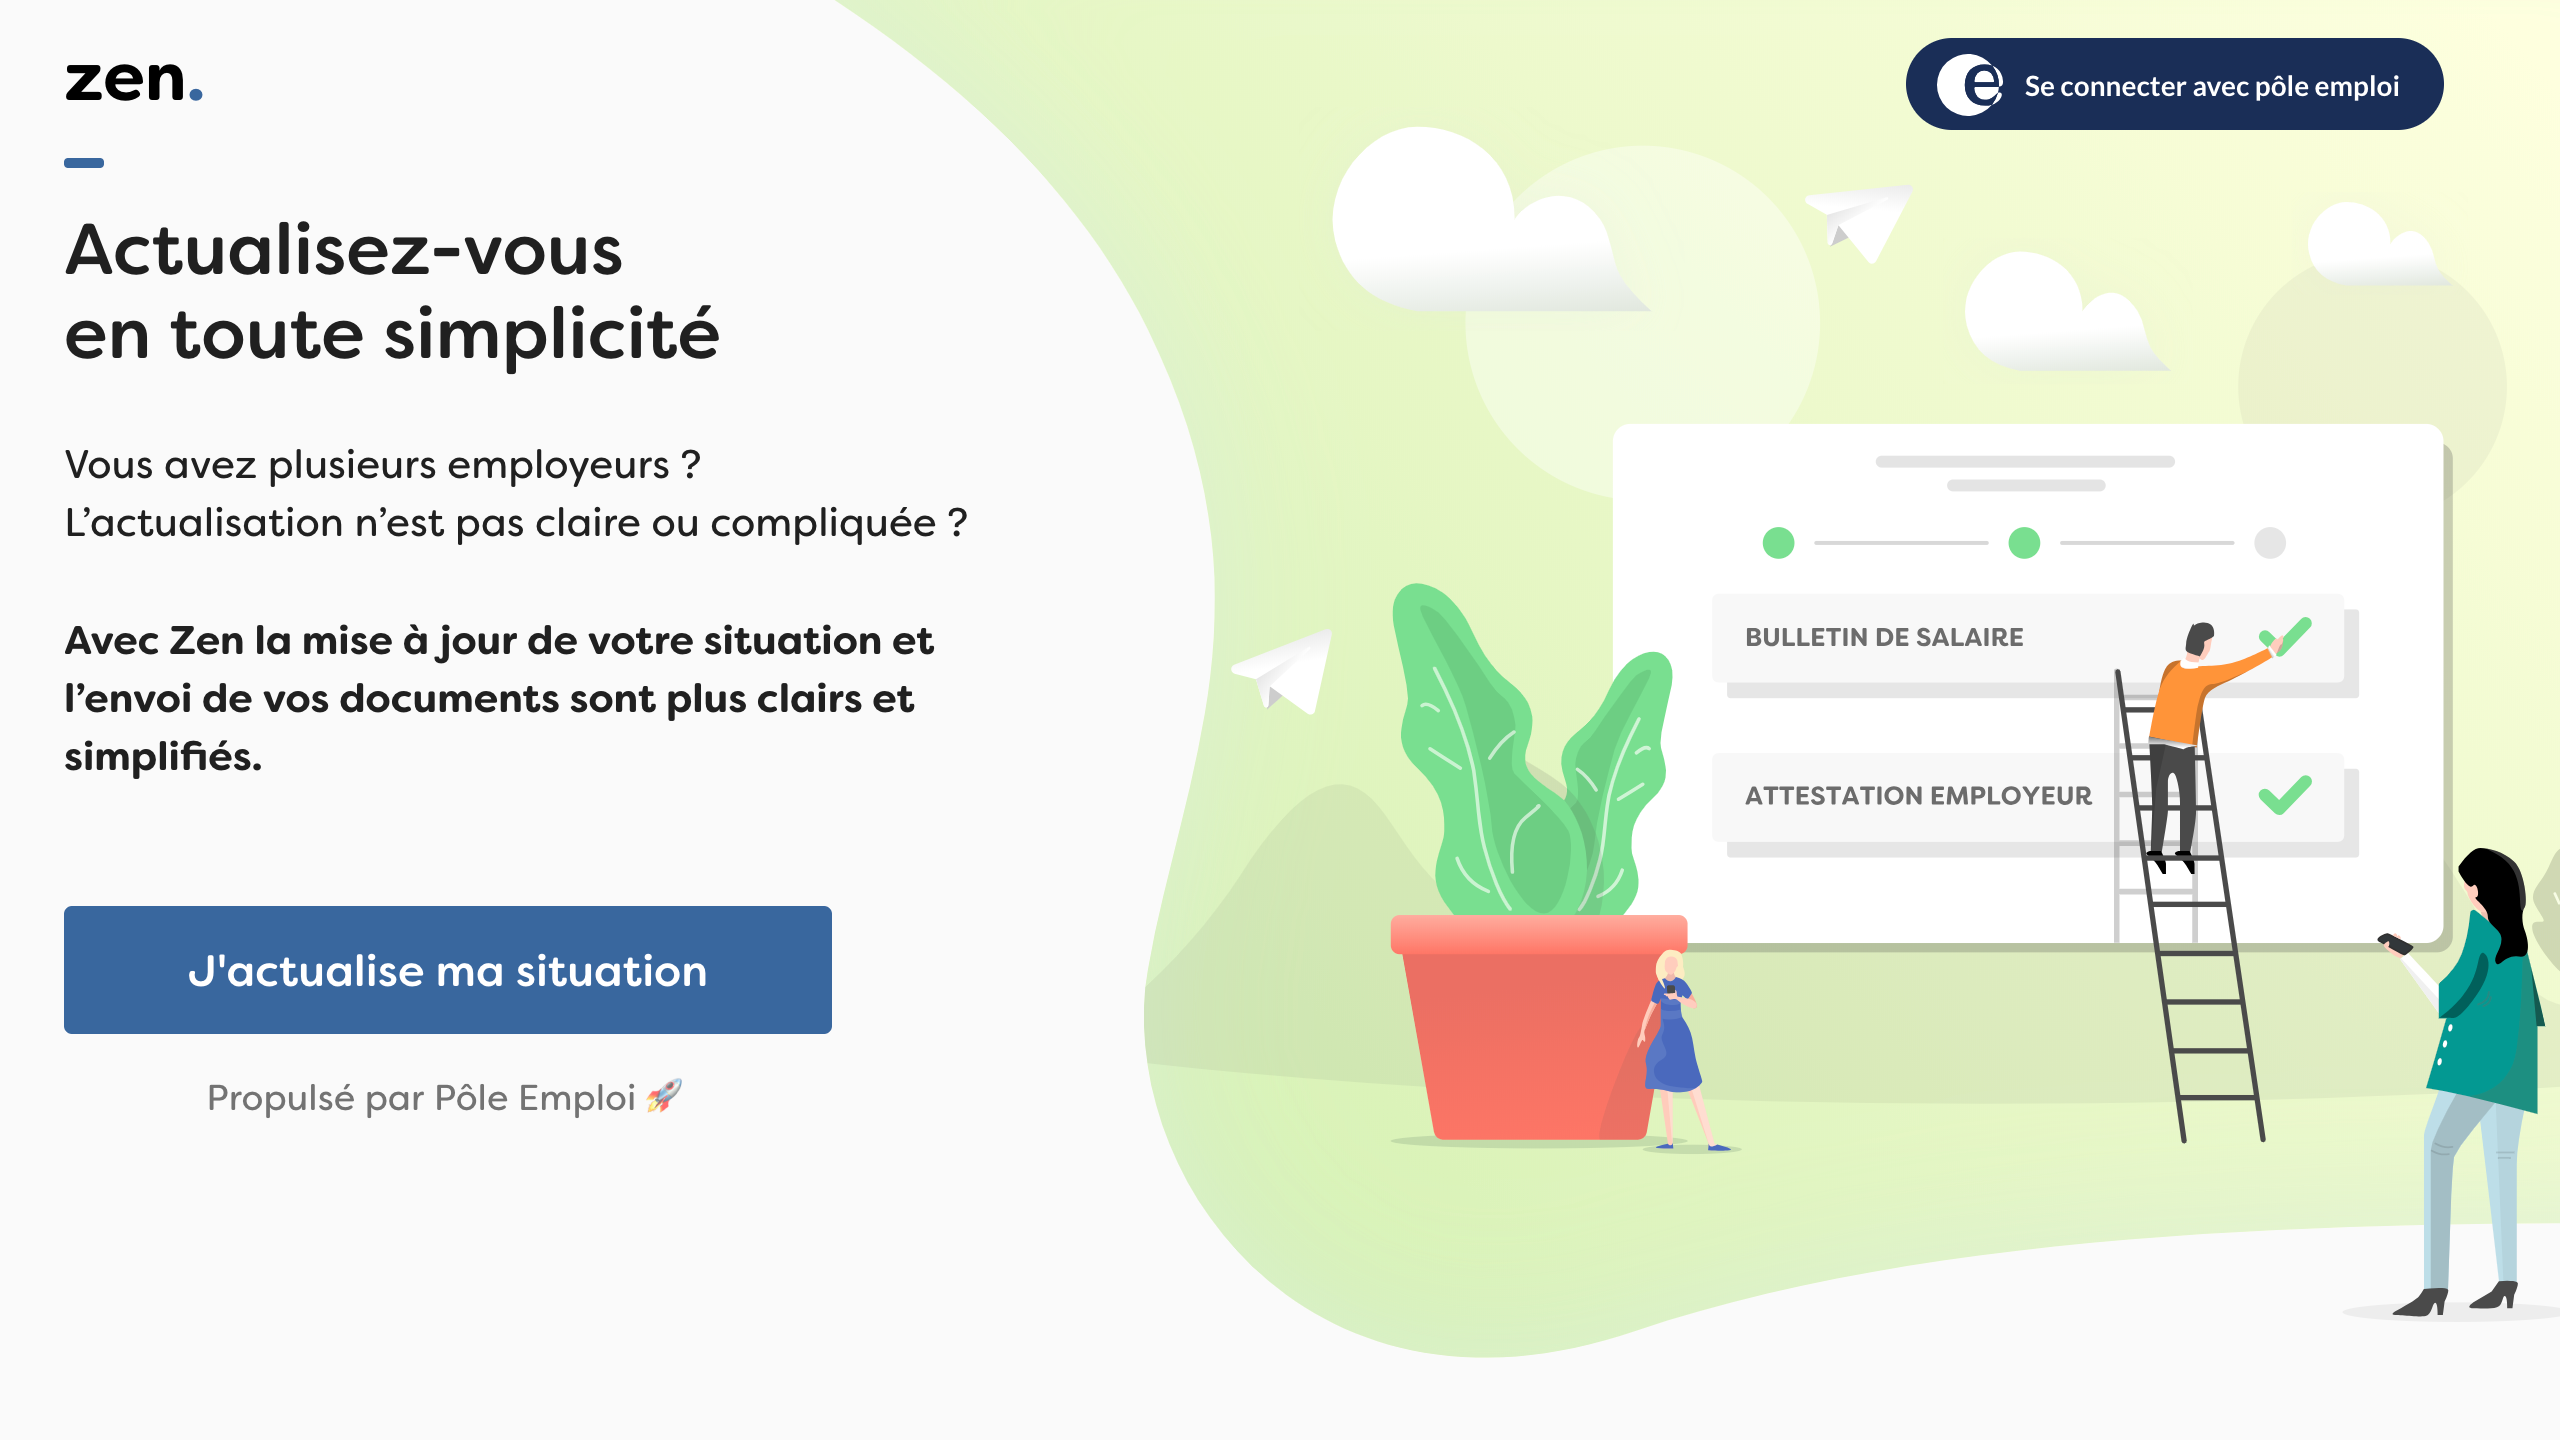 zen.
Se connecter avec pôle emploi
Actualisez-vous
en toute simplicité
Vous avez plusieurs employeurs ?
L’actualisation n’est pas claire ou compliquée ?
Avec Zen la mise à jour de votre situation et
l’envoi de vos documents sont plus clairs et
simplifiés.
J'actualise ma situation
Propulsé par Pôle Emploi 🚀
BULLETIN DE SALAIRE
ATTESTATION EMPLOYEUR